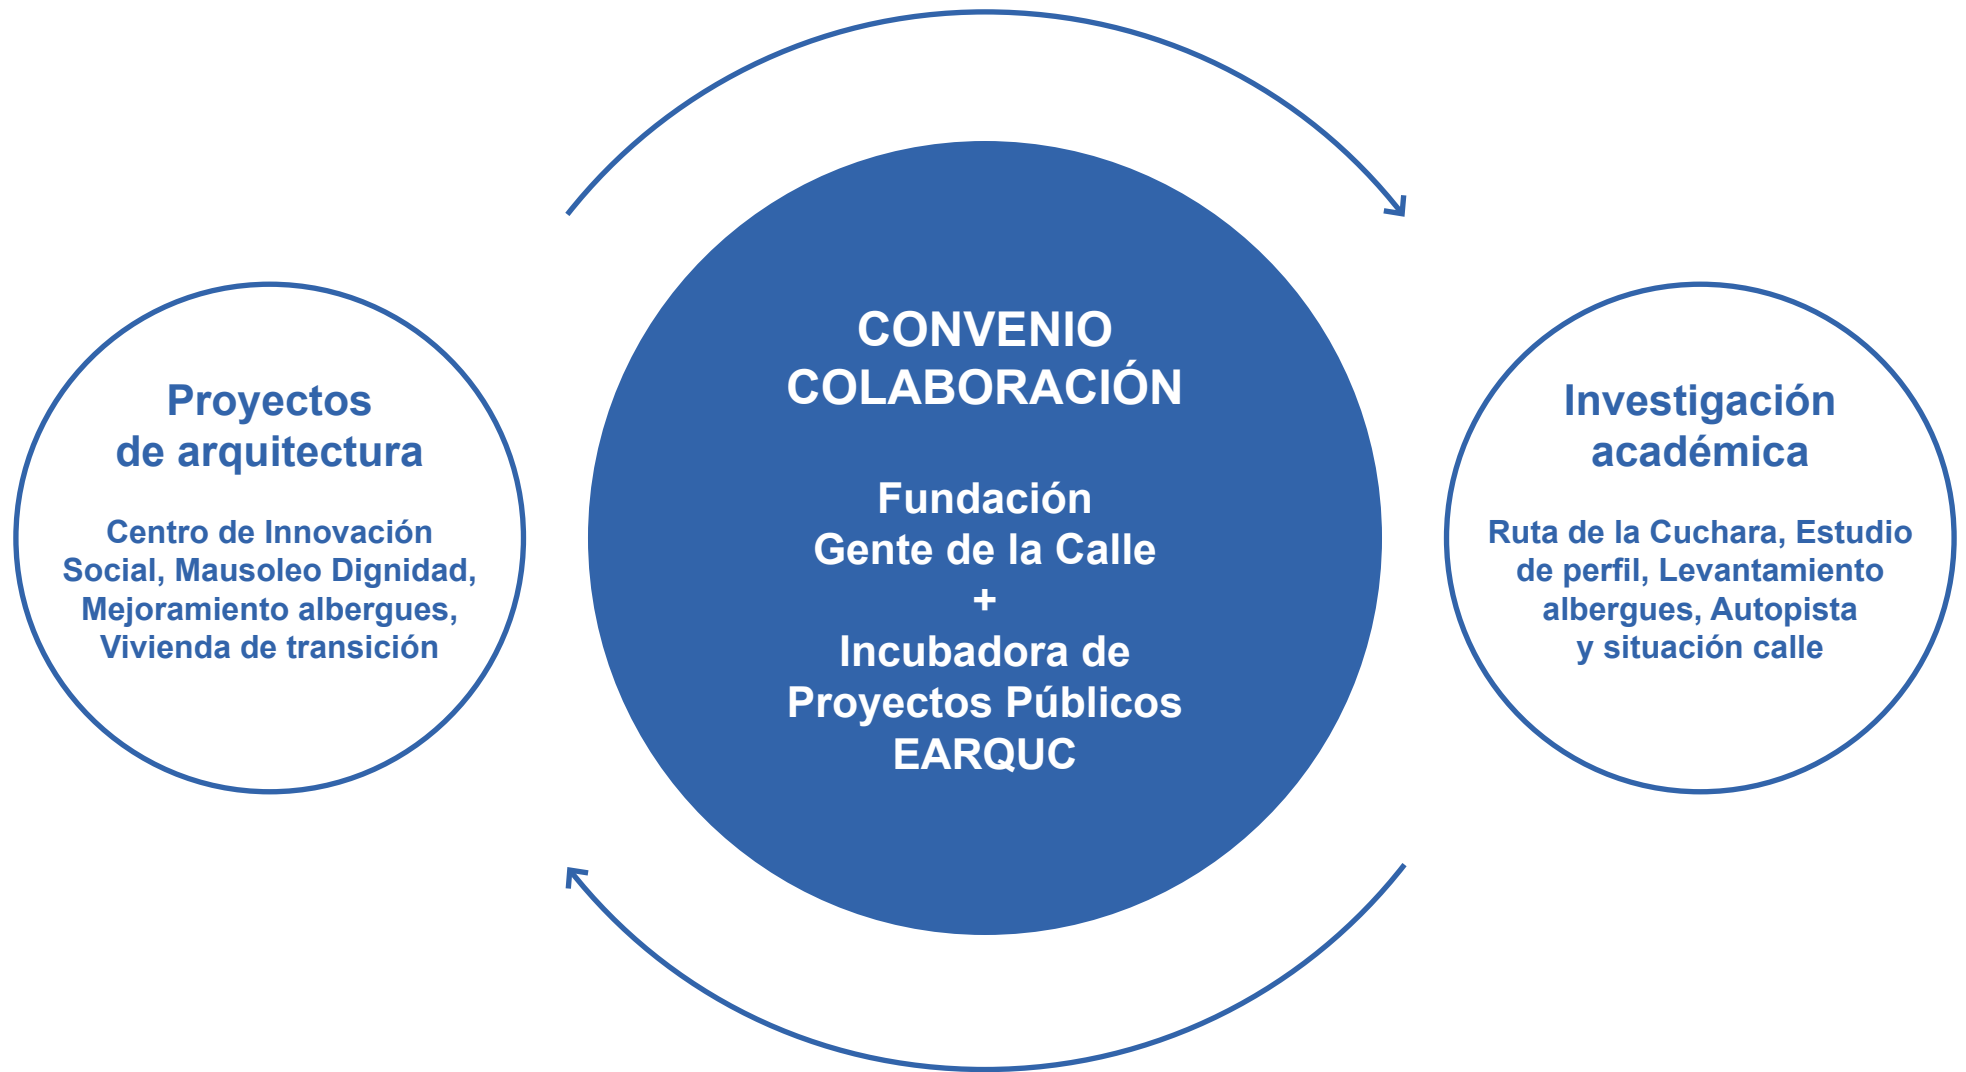 Proyectos
de arquitectura
Centro de Innovación
Social, Mausoleo Dignidad,
Mejoramiento albergues,
Vivienda de transición
CONVENIO
COLABORACIÓN
Fundación
Gente de la Calle
+
Incubadora de
Proyectos Públicos
EARQUC
Investigación
académica
Ruta de la Cuchara, Estudio
de perfil, Levantamiento
albergues, Autopista
y situación calle